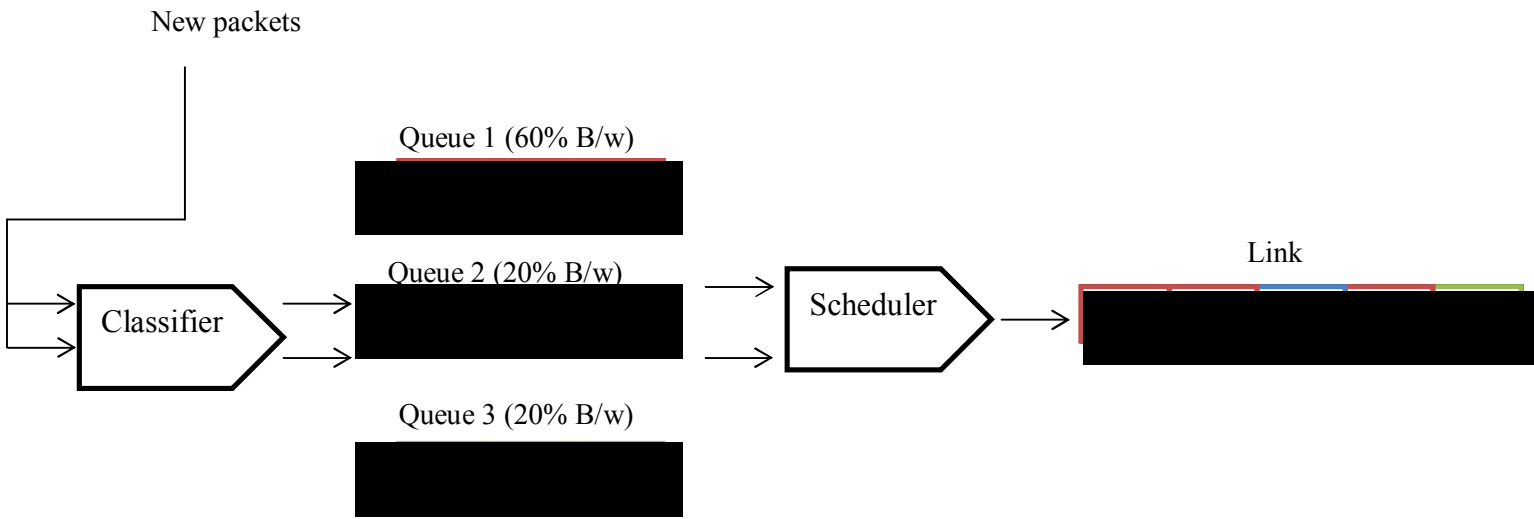 New packets
Queue 1 (60% B/w)
Queue 2 (20% B/w)
Link
Classifier
Scheduler
Queue 3 (20% B/w)